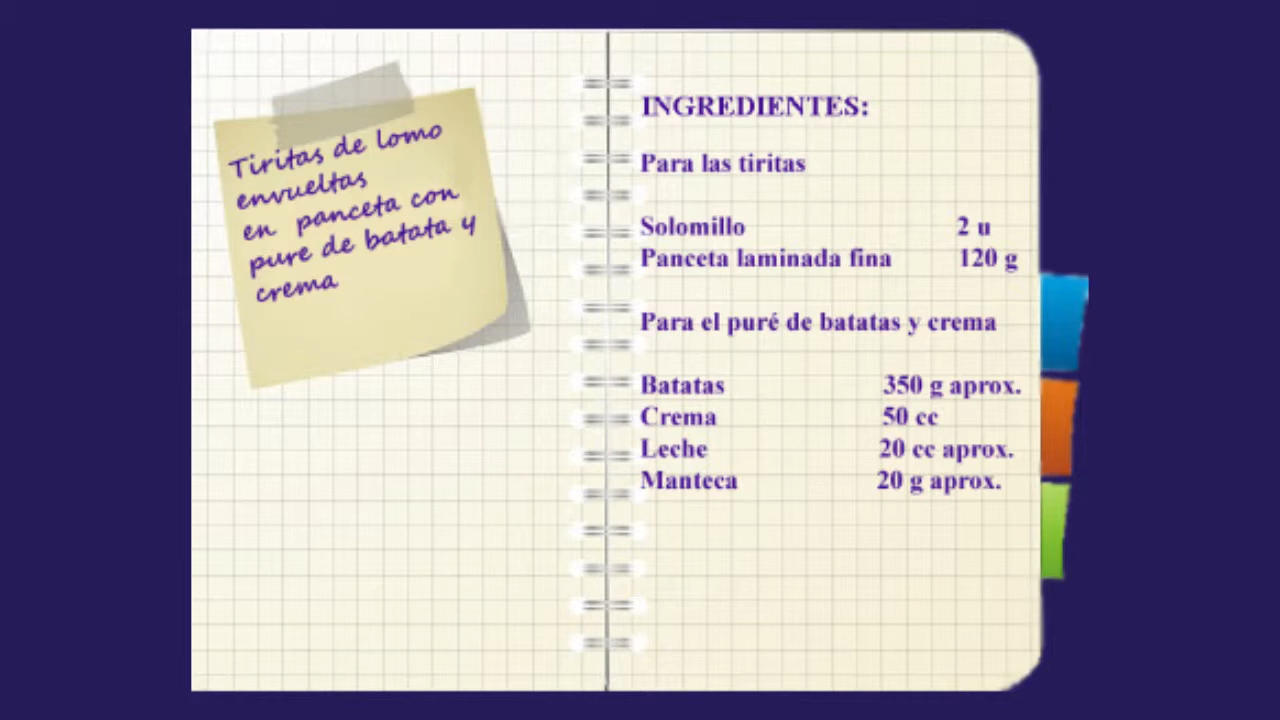 Tiritas de lomo
envueltas
en panceta con
pure de batata y
crema
INGREDIENTES:
Para las tiritas
Solomillo 2 u
Panceta laminada fina 120 g
Para el puré de batatas y crema
Batatas 350 g aprox.
Crema 50 cc
Leche 20 cc aprox.
Manteca 20 g aprox.